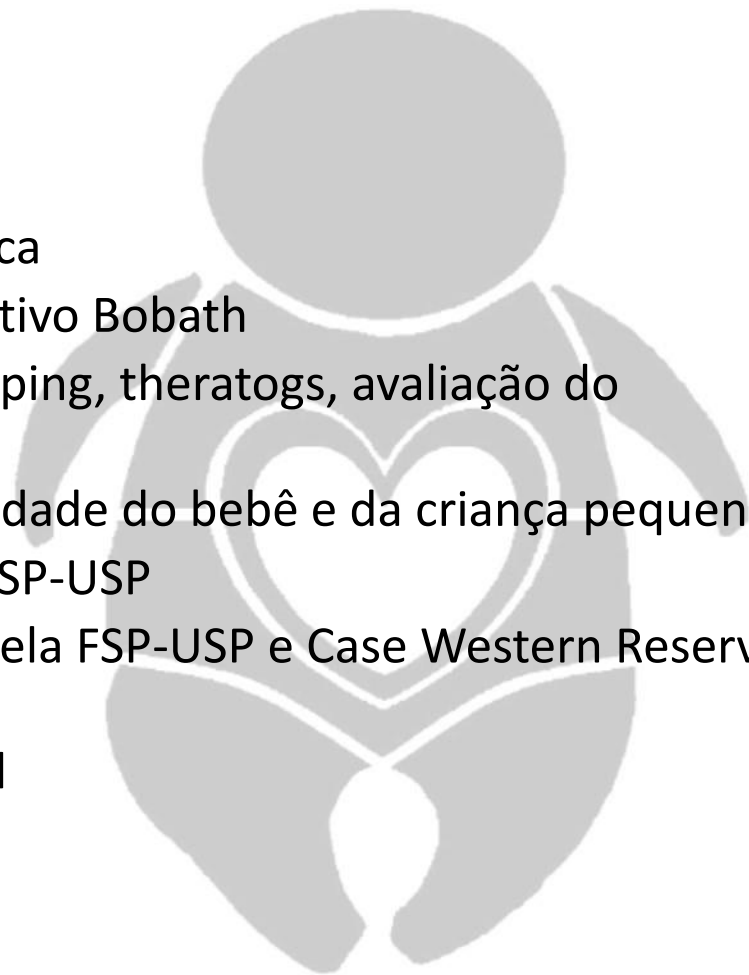 ca
tivo Bobath
ping, theratogs, avaliação do
dade do bebê e da criança pequen
SP-USP
ela FSP-USP e Case Western Reserv